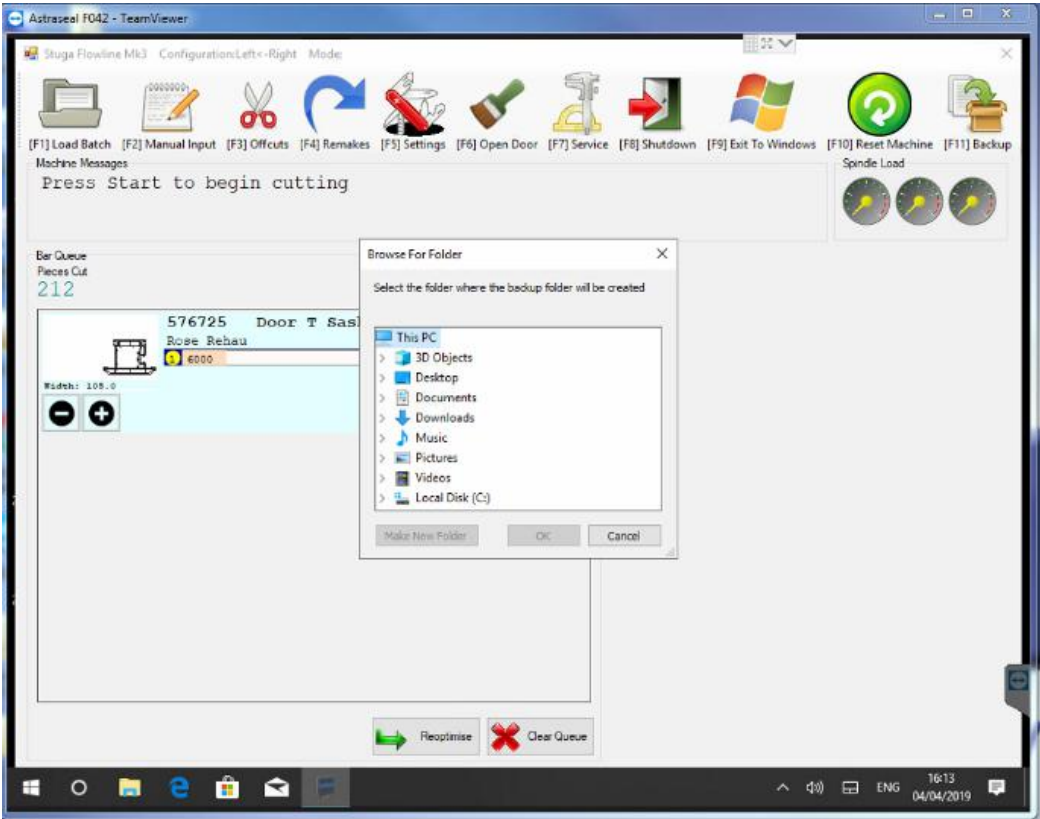 Astraseal F042 - TeamViewer
Stuga Flowline Mk3 Configuration:Left<-Right Mode:
[F1] Load Batch [F2] Manual Input [F3] Offcuts [F4] Remakes [F5] Settings [F6] Open Door [F7] Service [F8] Shutdown [F9] Exit To Windows [F10] Reset Machine [F11] Backup
Machine Messages
Spindle Load
Press Start to begin cutting
Bar Queue
Pieces Cut
212
576725 Door T Sas
Rose Rehau
1 6000
Width: 108.0
Browse For Folder
Select the folder where the backup folder will be created
This PC
3D Objects
Desktop
Documents
Downloads
Music
Pictures
Videos
Local Disk (C:)
Make New Folder OK Cancel
Reoptimise Clear Queue
ENG
16:13
04/04/2019